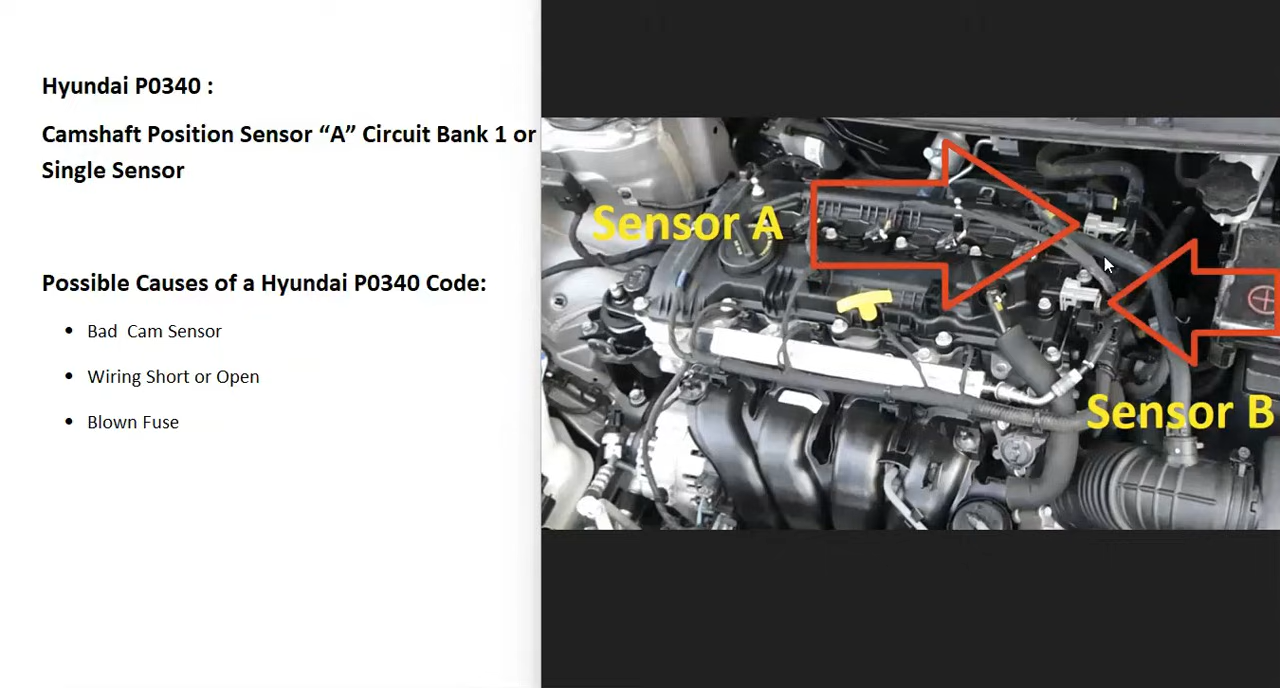 Hyundai P0340 :
Camshaft Position Sensor “A” Circuit Bank 1 or
Single Sensor
Possible Causes of a Hyundai P0340 Code:
• Bad  Cam Sensor
• Wiring Short or Open
• Blown Fuse
Sensor A
Sensor B